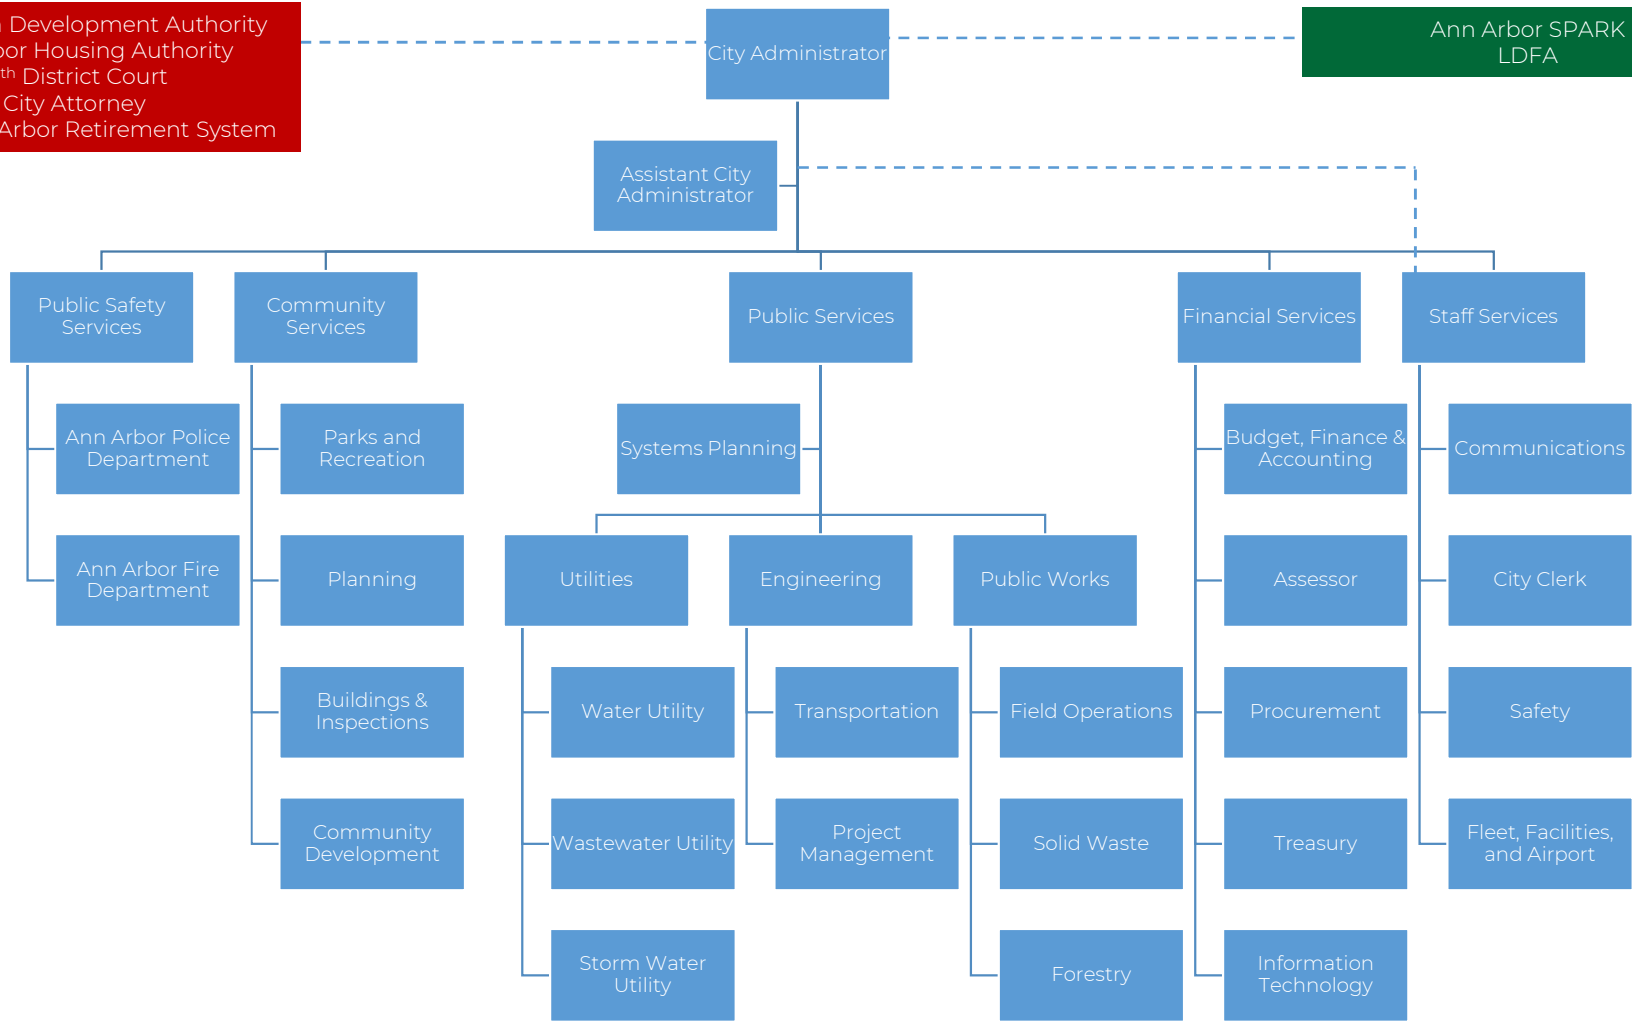 Development Authority
Housing Authority
th District Court
City Attorney
Arbor Retirement System
City Administrator
Ann Arbor SPARK
LDFA
Assistant City
Administrator
Public Safety
Services
Community
Services
Public Services
Financial Services
Staff Services
Ann Arbor Police
Department
Parks and
Recreation
Systems Planning
Budget, Finance &
Accounting
Communications
Ann Arbor Fire
Department
Planning
Utilities
Engineering
Public Works
Assessor
City Clerk
Buildings &
Inspections
Water Utility
Transportation
Field Operations
Procurement
Safety
Community
Development
Wastewater Utility
Project
Management
Solid Waste
Treasury
Fleet, Facilities,
and Airport
Storm Water
Utility
Forestry
Information
Technology